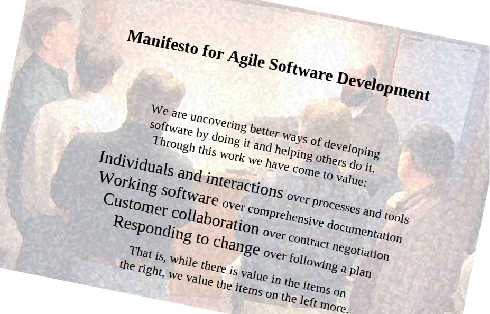 Manifesto for Agile Software Development
We are uncovering better ways of developing
software by doing it and helping others do it.
Through this work we have come to value:
Individuals and interactions over processes and tools
Working software over comprehensive documentation
Customer collaboration over contract negotiation
Responding to change over following a plan
That is, while there is value in the items on
the right, we value the items on the left more.